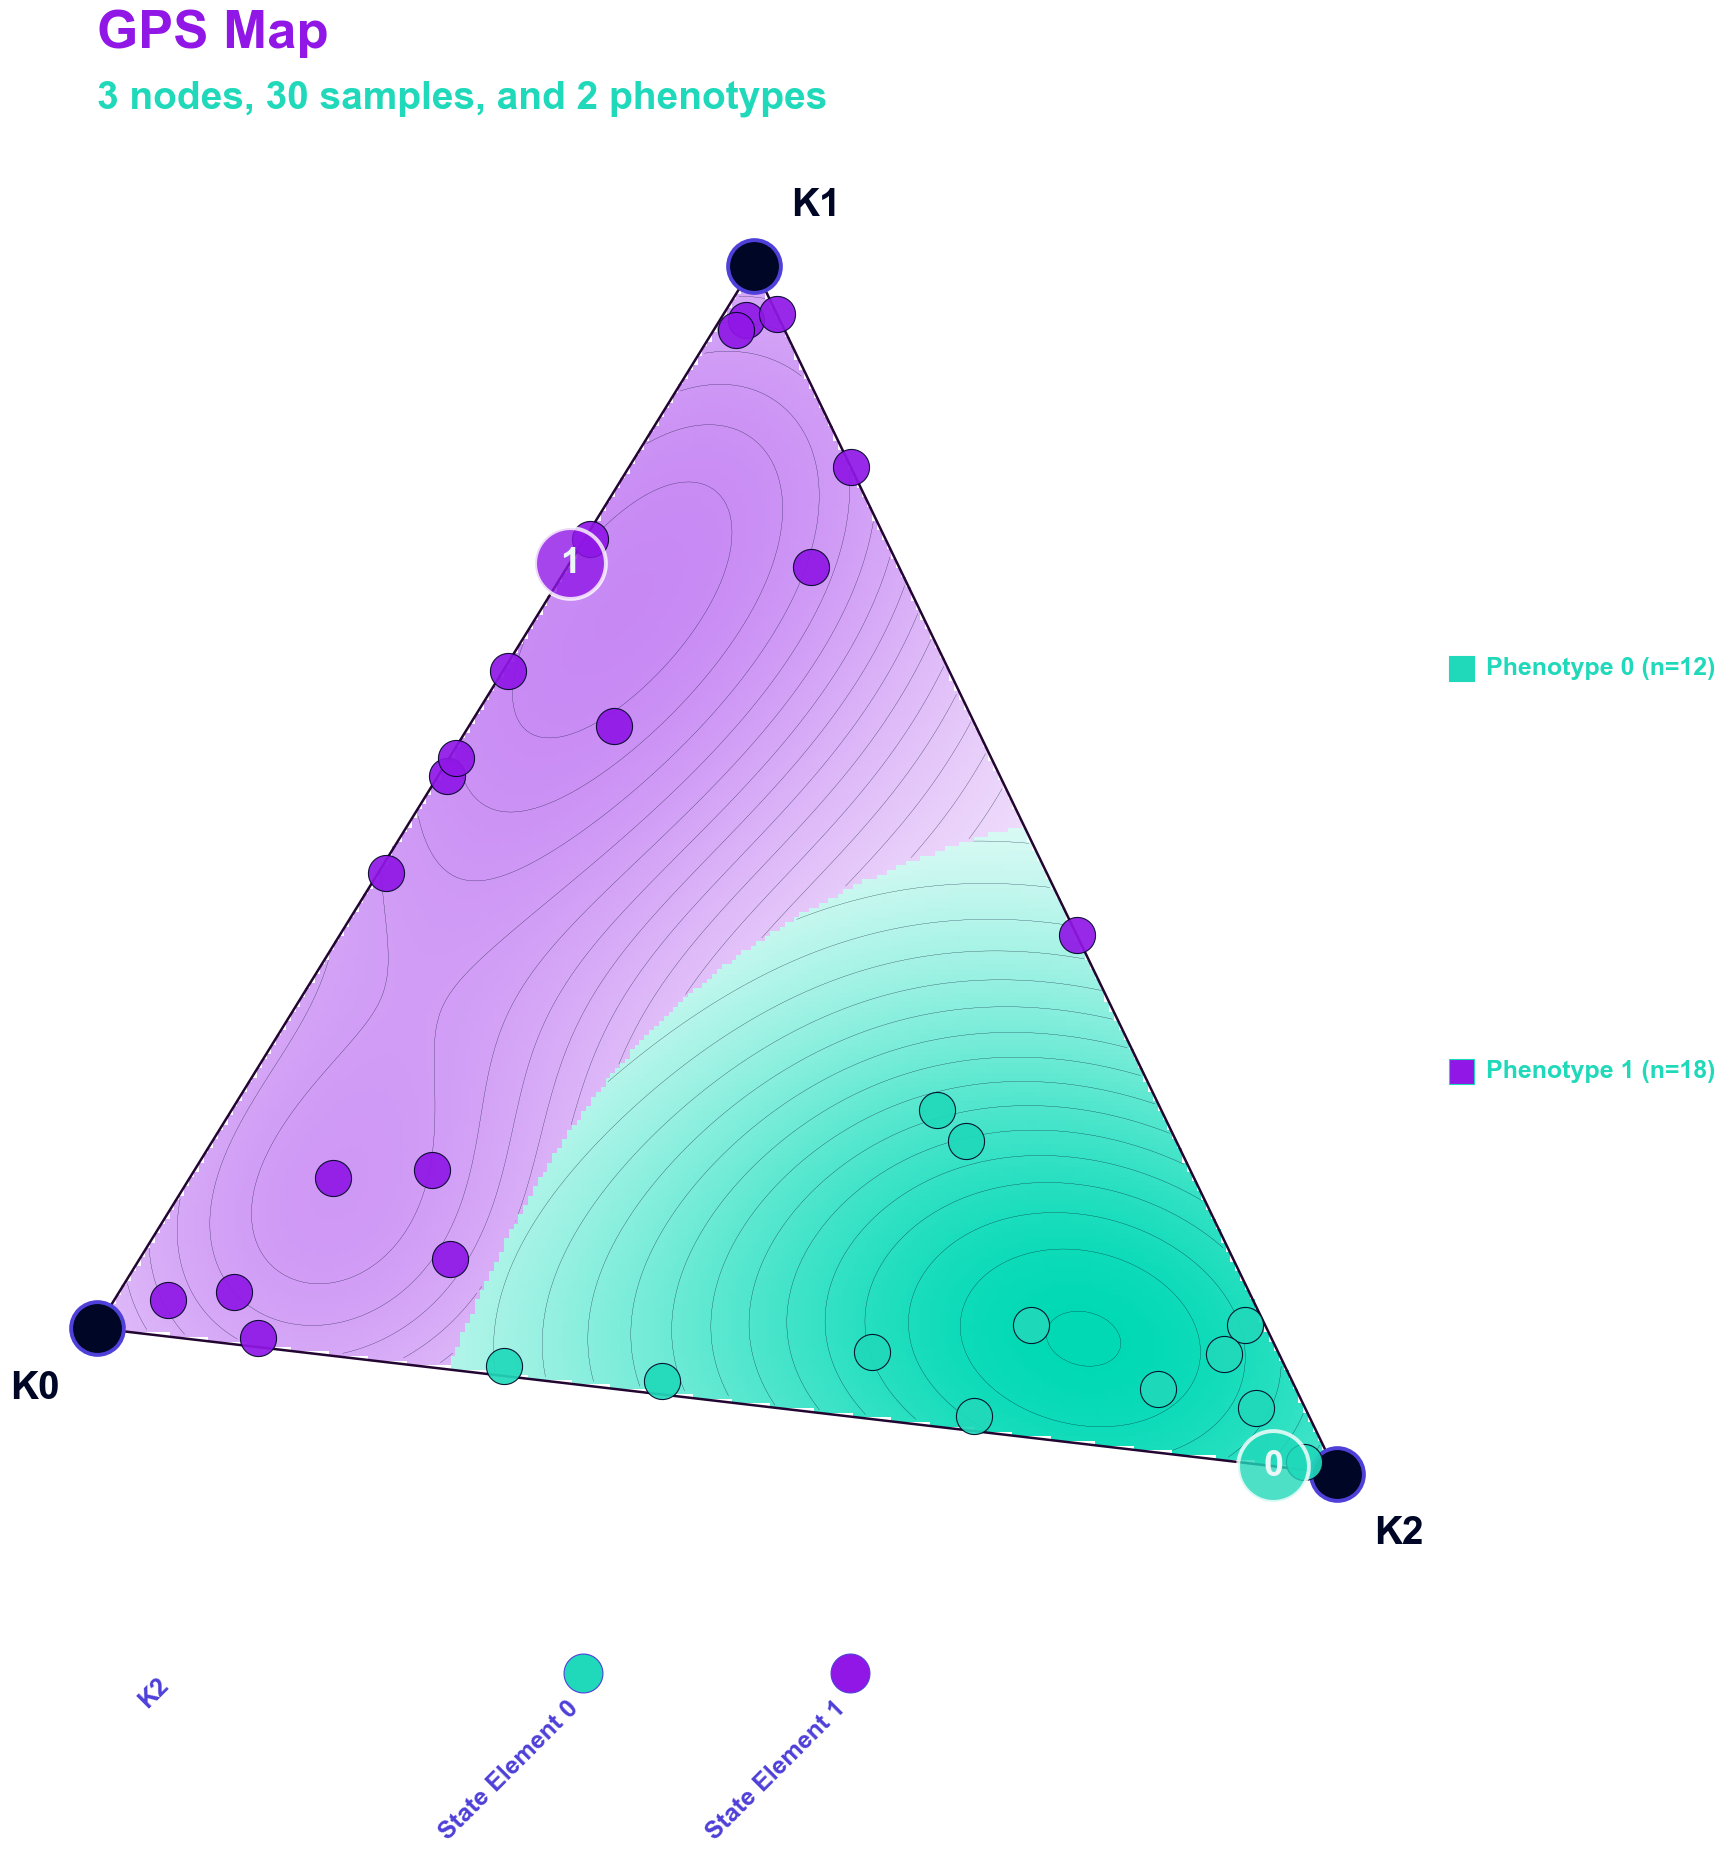 GPS Map
3 nodes, 30 samples, and 2 phenotypes
K1
1
Phenotype 0 (n=12)
Phenotype 1 (n=18)
K0
0
K2
K2
State Element 0
State Element 1